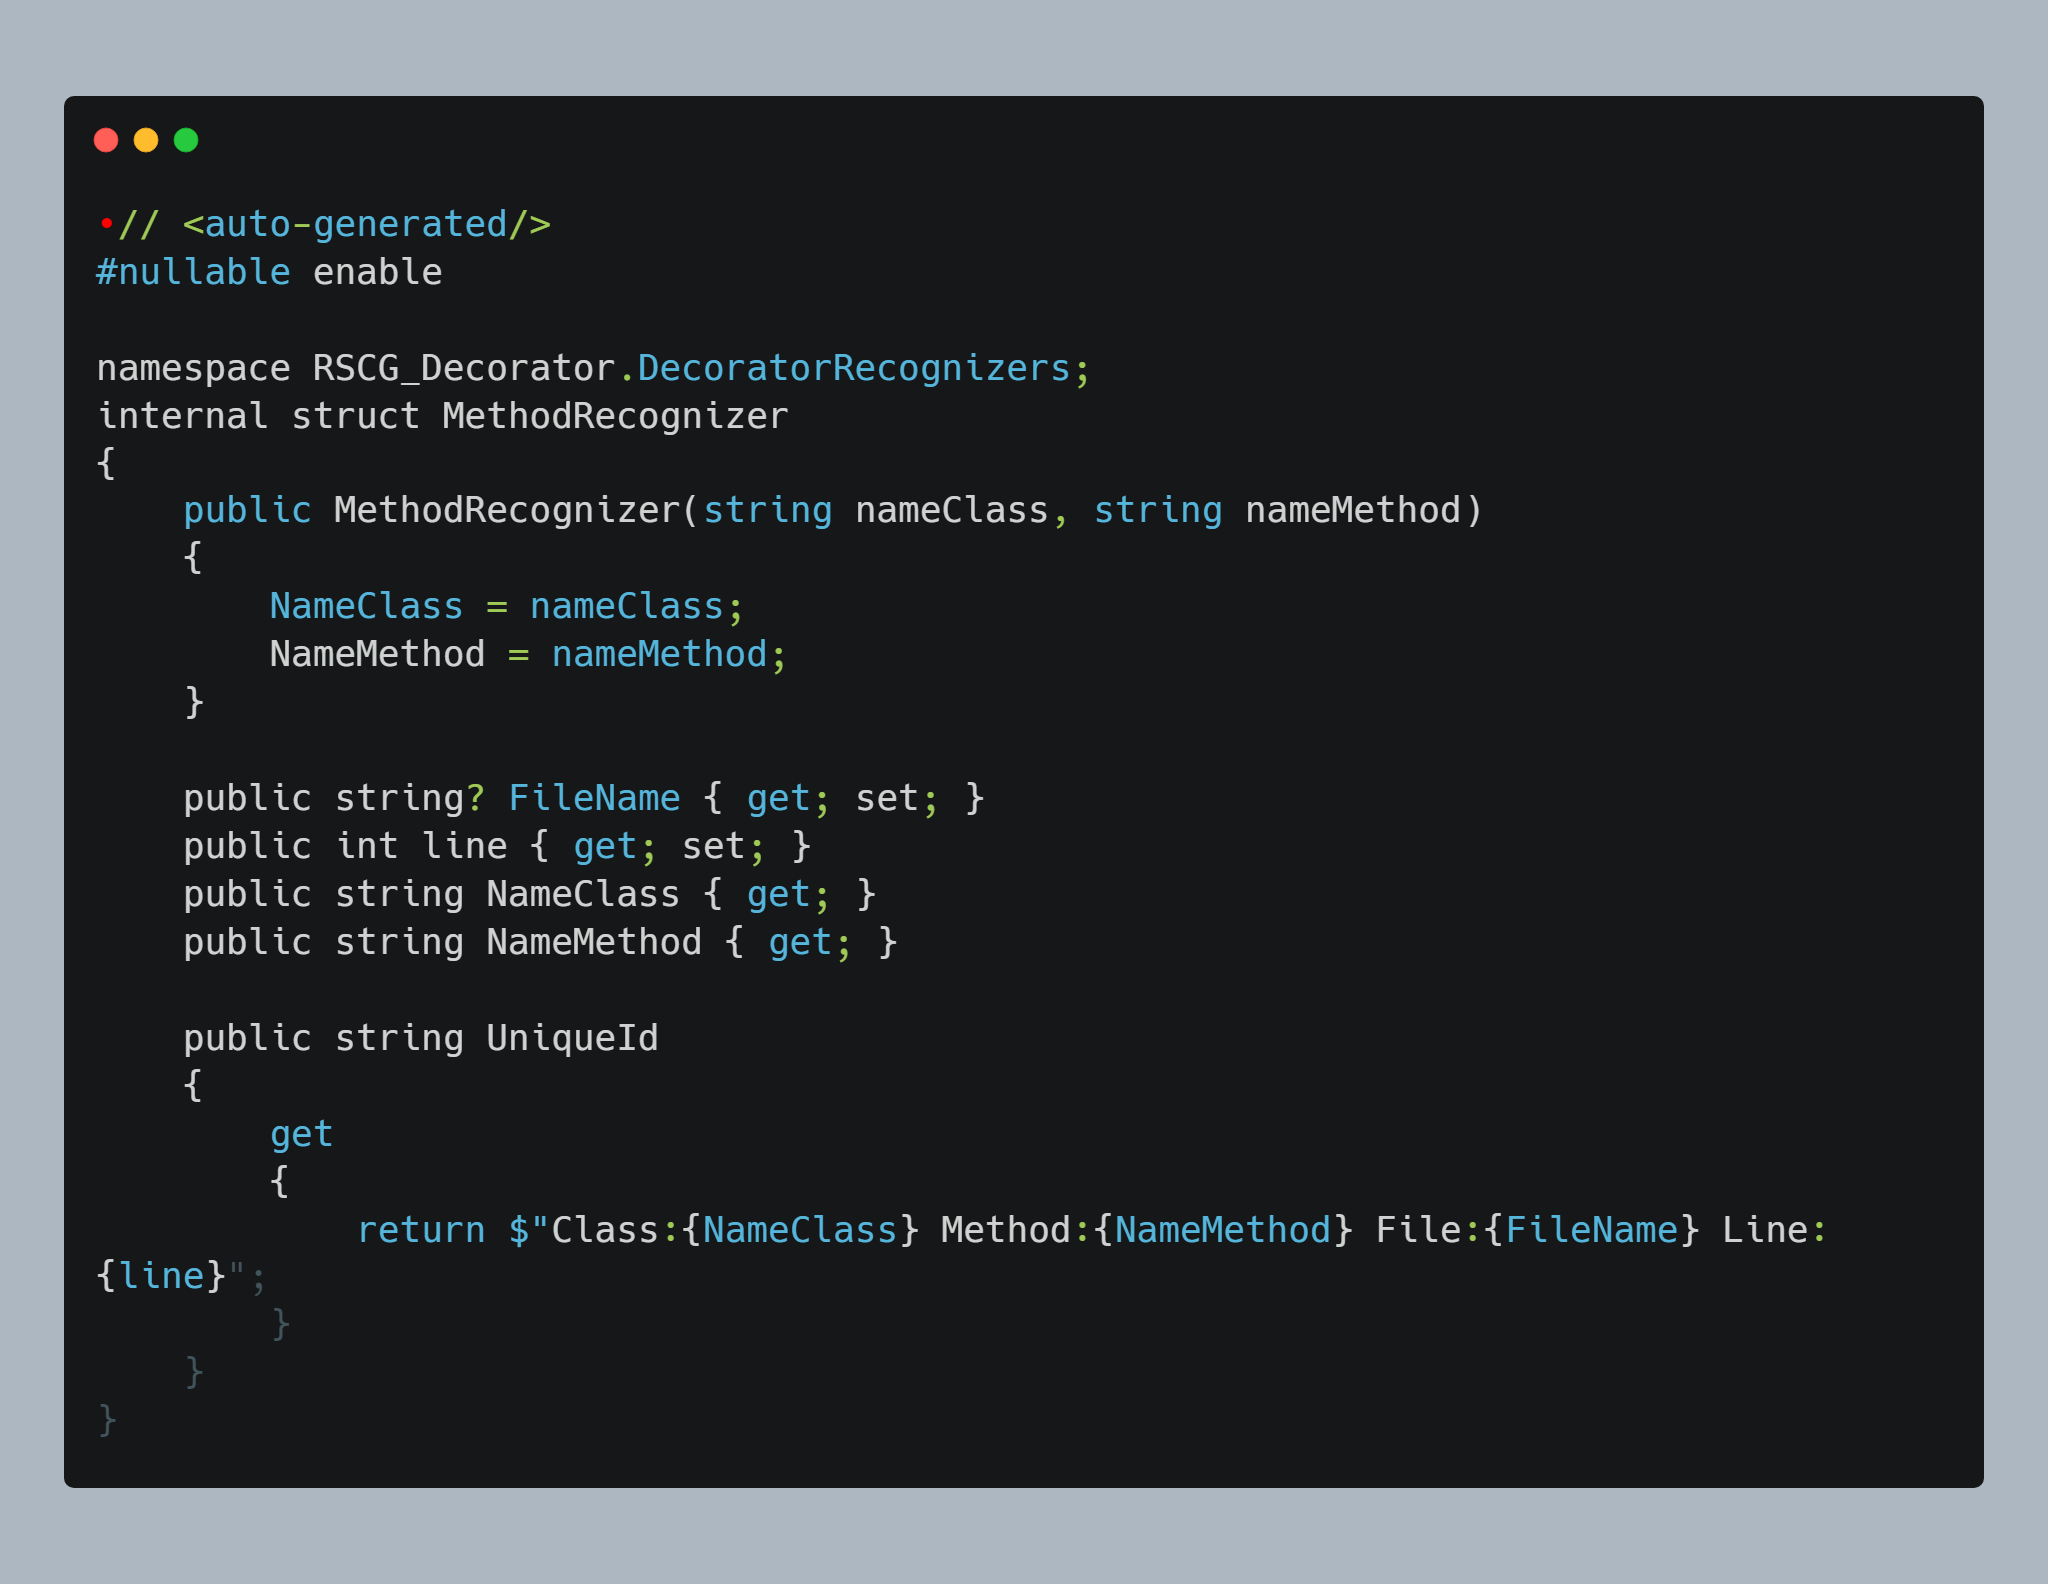 •// <auto-generated/>
#nullable enable

namespace RSCG_Decorator.DecoratorRecognizers;
internal struct MethodRecognizer
{
    public MethodRecognizer(string nameClass, string nameMethod)
    {
        NameClass = nameClass;
        NameMethod = nameMethod;
    }

    public string? FileName { get; set; }
    public int line { get; set; }
    public string NameClass { get; }
    public string NameMethod { get; }

    public string UniqueId
    {
        get
        {
            return $"Class:{NameClass} Method:{NameMethod} File:{FileName} Line:
{line}";
        }
    }
}